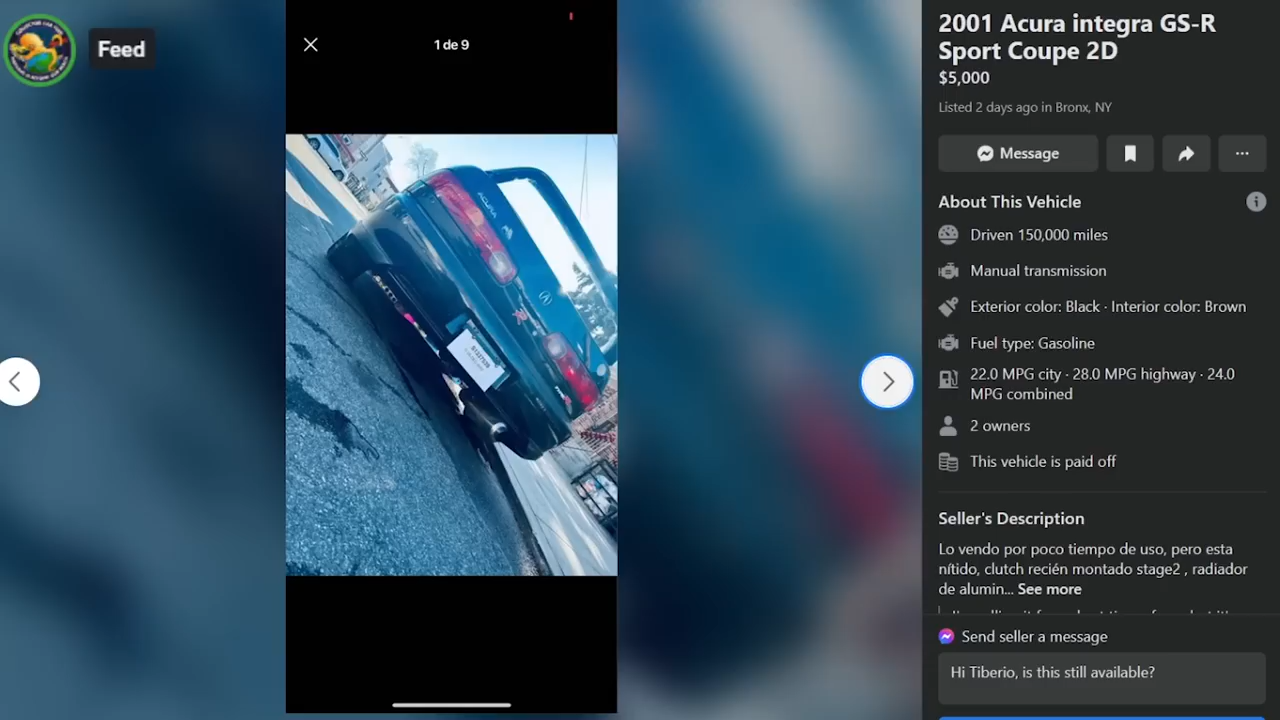 Feed
1 de 9
ACURA
2001 Acura integra GS-R
Sport Coupe 2D
$5,000
Listed 2 days ago in Bronx, NY
Message
About This Vehicle
Driven 150,000 miles
Manual transmission
Exterior color: Black · Interior color: Brown
Fuel type: Gasoline
22.0 MPG city · 28.0 MPG highway · 24.0
MPG combined
2 owners
This vehicle is paid off
Seller's Description
Lo vendo por poco tiempo de uso, pero esta
nítido, clutch recién montado stage2 , radiador
de alumin... See more
Send seller a message
Hi Tiberio, is this still available?